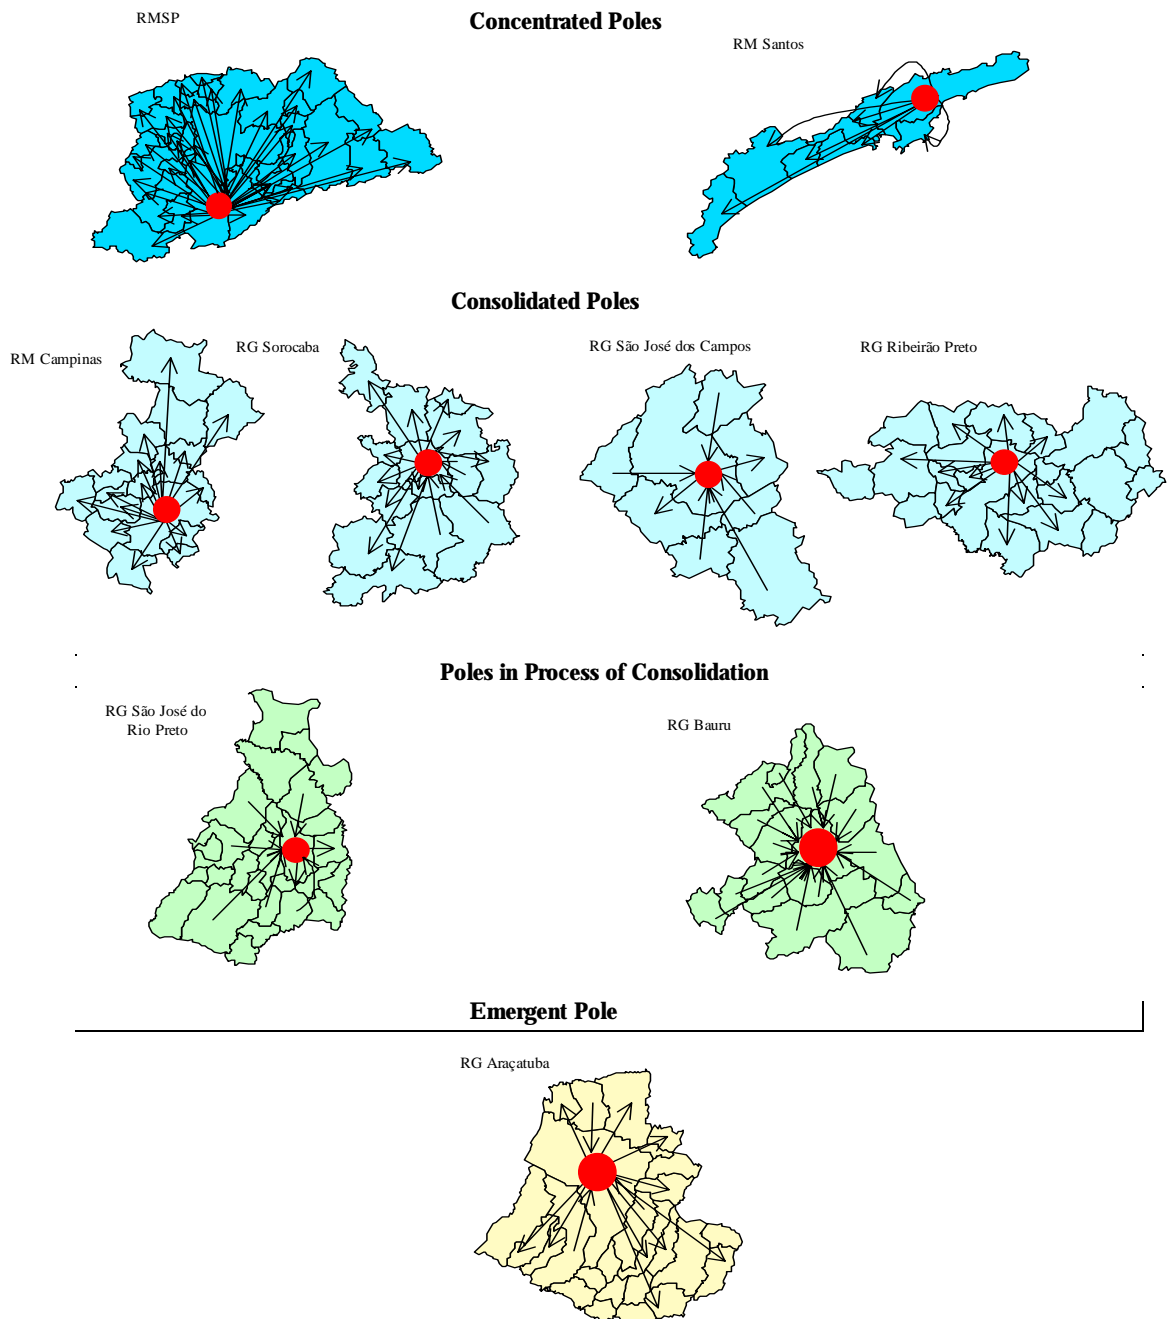 Concentrated Poles
RMSP
RM Santos
Consolidated Poles
RM Campinas
RG Sorocaba
RG São José dos Campos
RG Ribeirão Preto
Poles in Process of Consolidation
RG São José do
Rio Preto
RG Bauru
Emergent Pole
RG Araçatuba